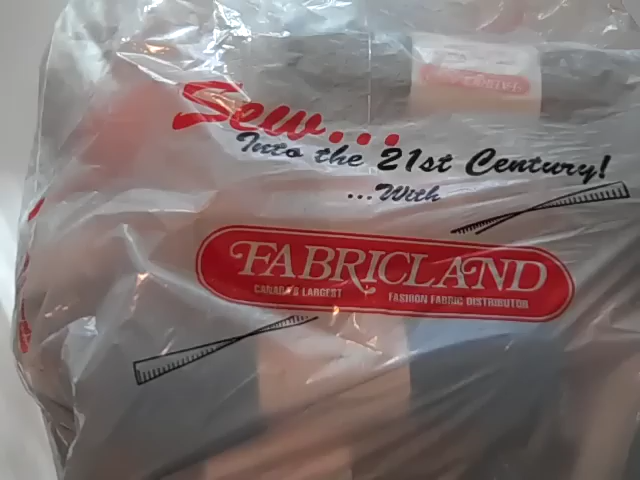 Sew...
Into the 21st Century!
...With
FABRICLAND
CANADA'S LARGEST FASHION FABRIC DISTRIBUTOR